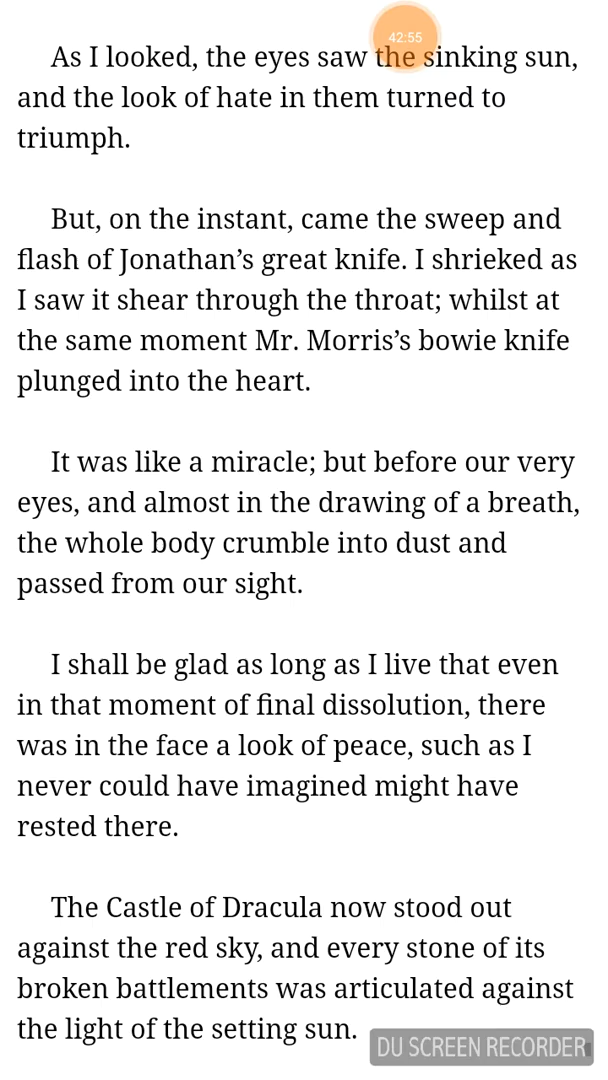 42:55
As I looked, the eyes saw the sinking sun,
and the look of hate in them turned to
triumph.
But, on the instant, came the sweep and
flash of Jonathan’s great knife. I shrieked as
I saw it shear through the throat; whilst at
the same moment Mr. Morris’s bowie knife
plunged into the heart.
It was like a miracle; but before our very
eyes, and almost in the drawing of a breath,
the whole body crumble into dust and
passed from our sight.
I shall be glad as long as I live that even
in that moment of final dissolution, there
was in the face a look of peace, such as I
never could have imagined might have
rested there.
The Castle of Dracula now stood out
against the red sky, and every stone of its
broken battlements was articulated against
the light of the setting sun.
DU SCREEN RECORDER